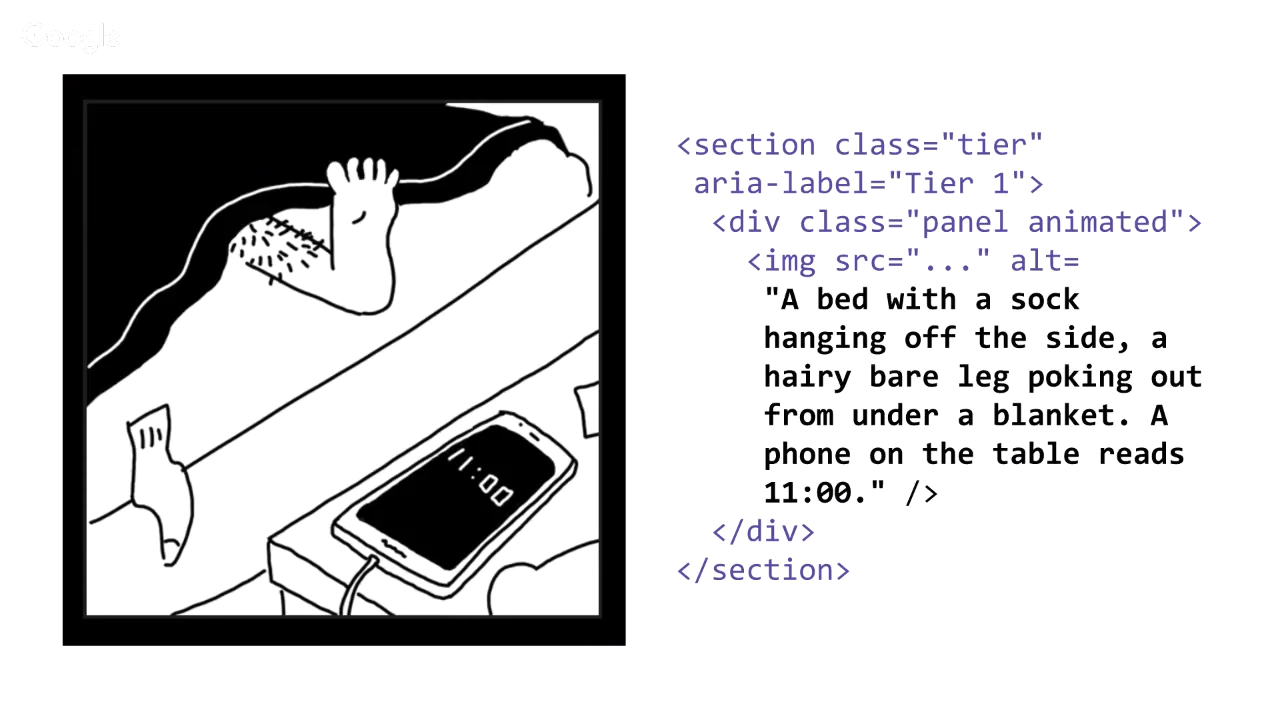 Google
11:00
<section class="tier"
aria-label="Tier 1">
<div class="panel animated">
<img src="..." alt=
"A bed with a sock
hanging off the side, a
hairy bare leg poking out
from under a blanket. A
phone on the table reads
11:00." />
</div>
</section>